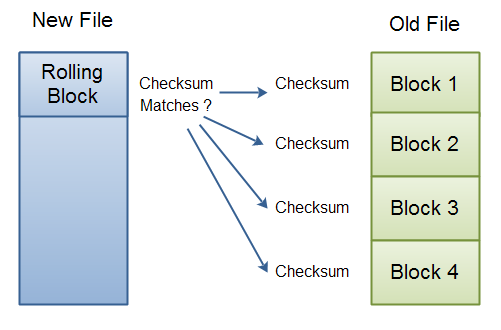 New File
Old File
Rolling
Block
Checksum
Matches ?
Checksum
Block 1
Checksum
Block 2
Checksum
Block 3
Checksum
Block 4